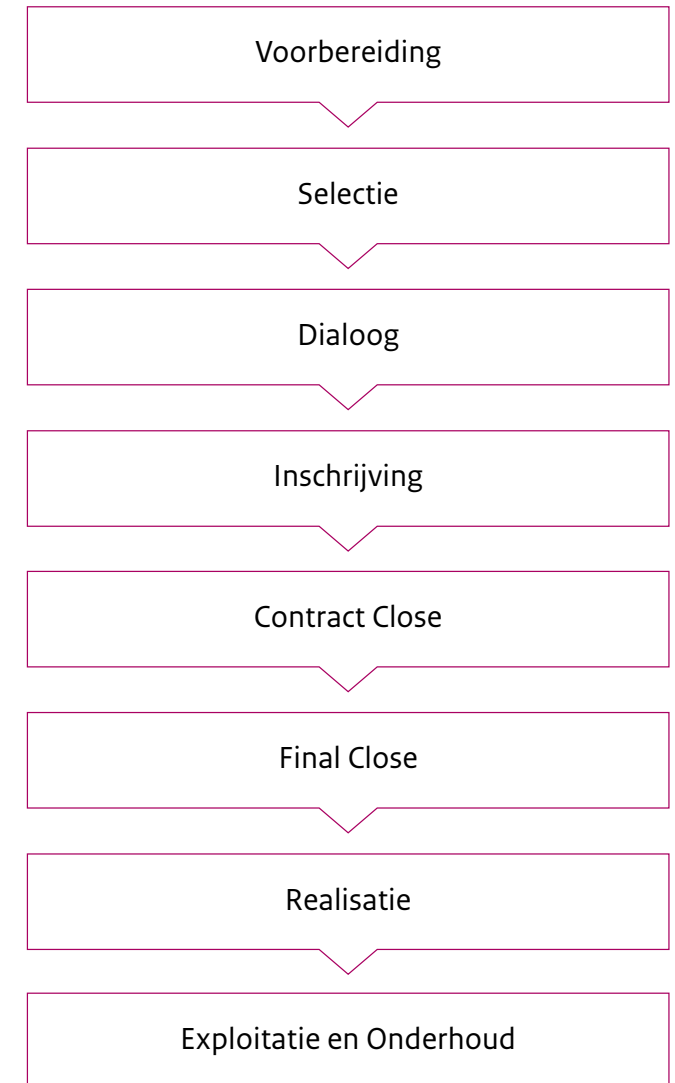 Voorbereiding
Selectie
Dialoog
Inschrijving
Contract Close
Final Close
Realisatie
Exploitatie en Onderhoud